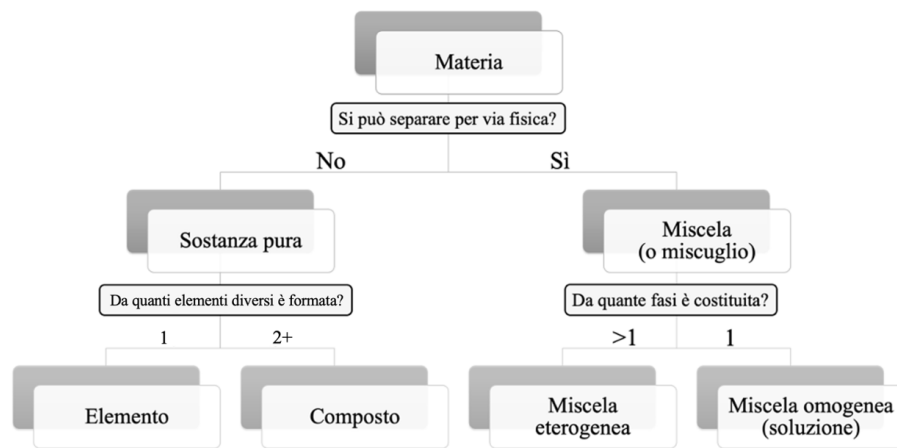 Materia
Si può separare per via fisica?
No
Sì
Sostanza pura
Miscela
(o miscuglio)
Da quanti elementi diversi è formata?
Da quante fasi è costituita?
1
2+
>1
1
Elemento
Composto
Miscela
eterogenea
Miscela omogenea
(soluzione)